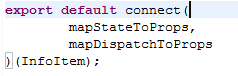 export default connect(
        mapStateToProps,
        mapDispatchToProps
)(InfoItem);